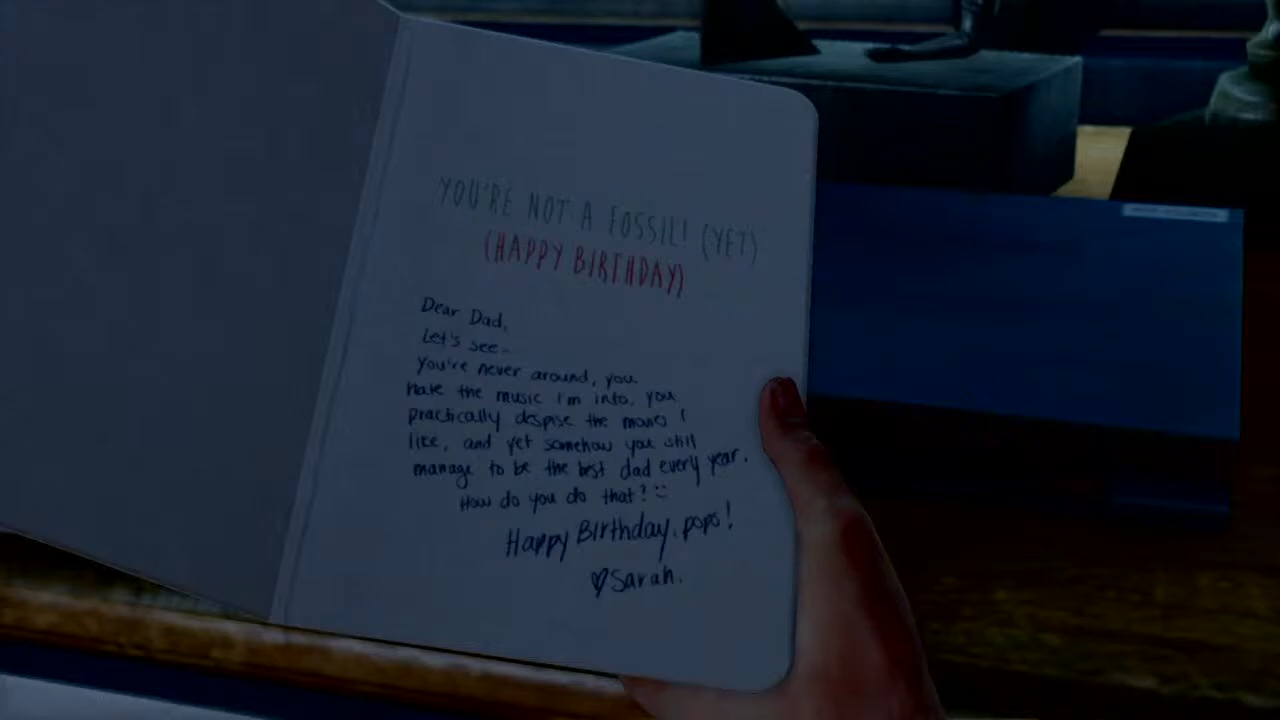 YOU'RE NOT A FOSSIL! (YET)
(HAPPY BIRTHDAY)
Dear Dad,
Let's see...
You're never around, you
hate the music I'm into, you
practically despise the movies I
like, and yet somehow you still
manage to be the best dad every year.
How do you do that? :)
Happy Birthday, pops!
♡ Sarah.